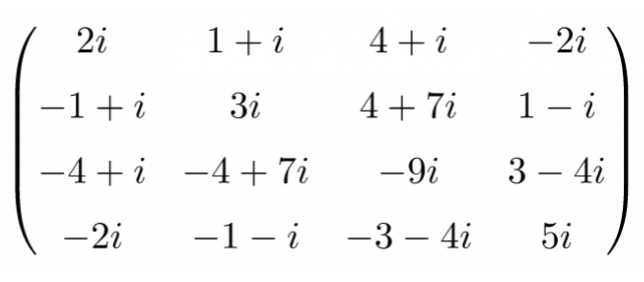 2i 1 + i 4 + i −2i
−1 + i 3i 4 + 7i 1 − i
−4 + i −4 + 7i −9i 3 − 4i
−2i −1 − i −3 − 4i 5i